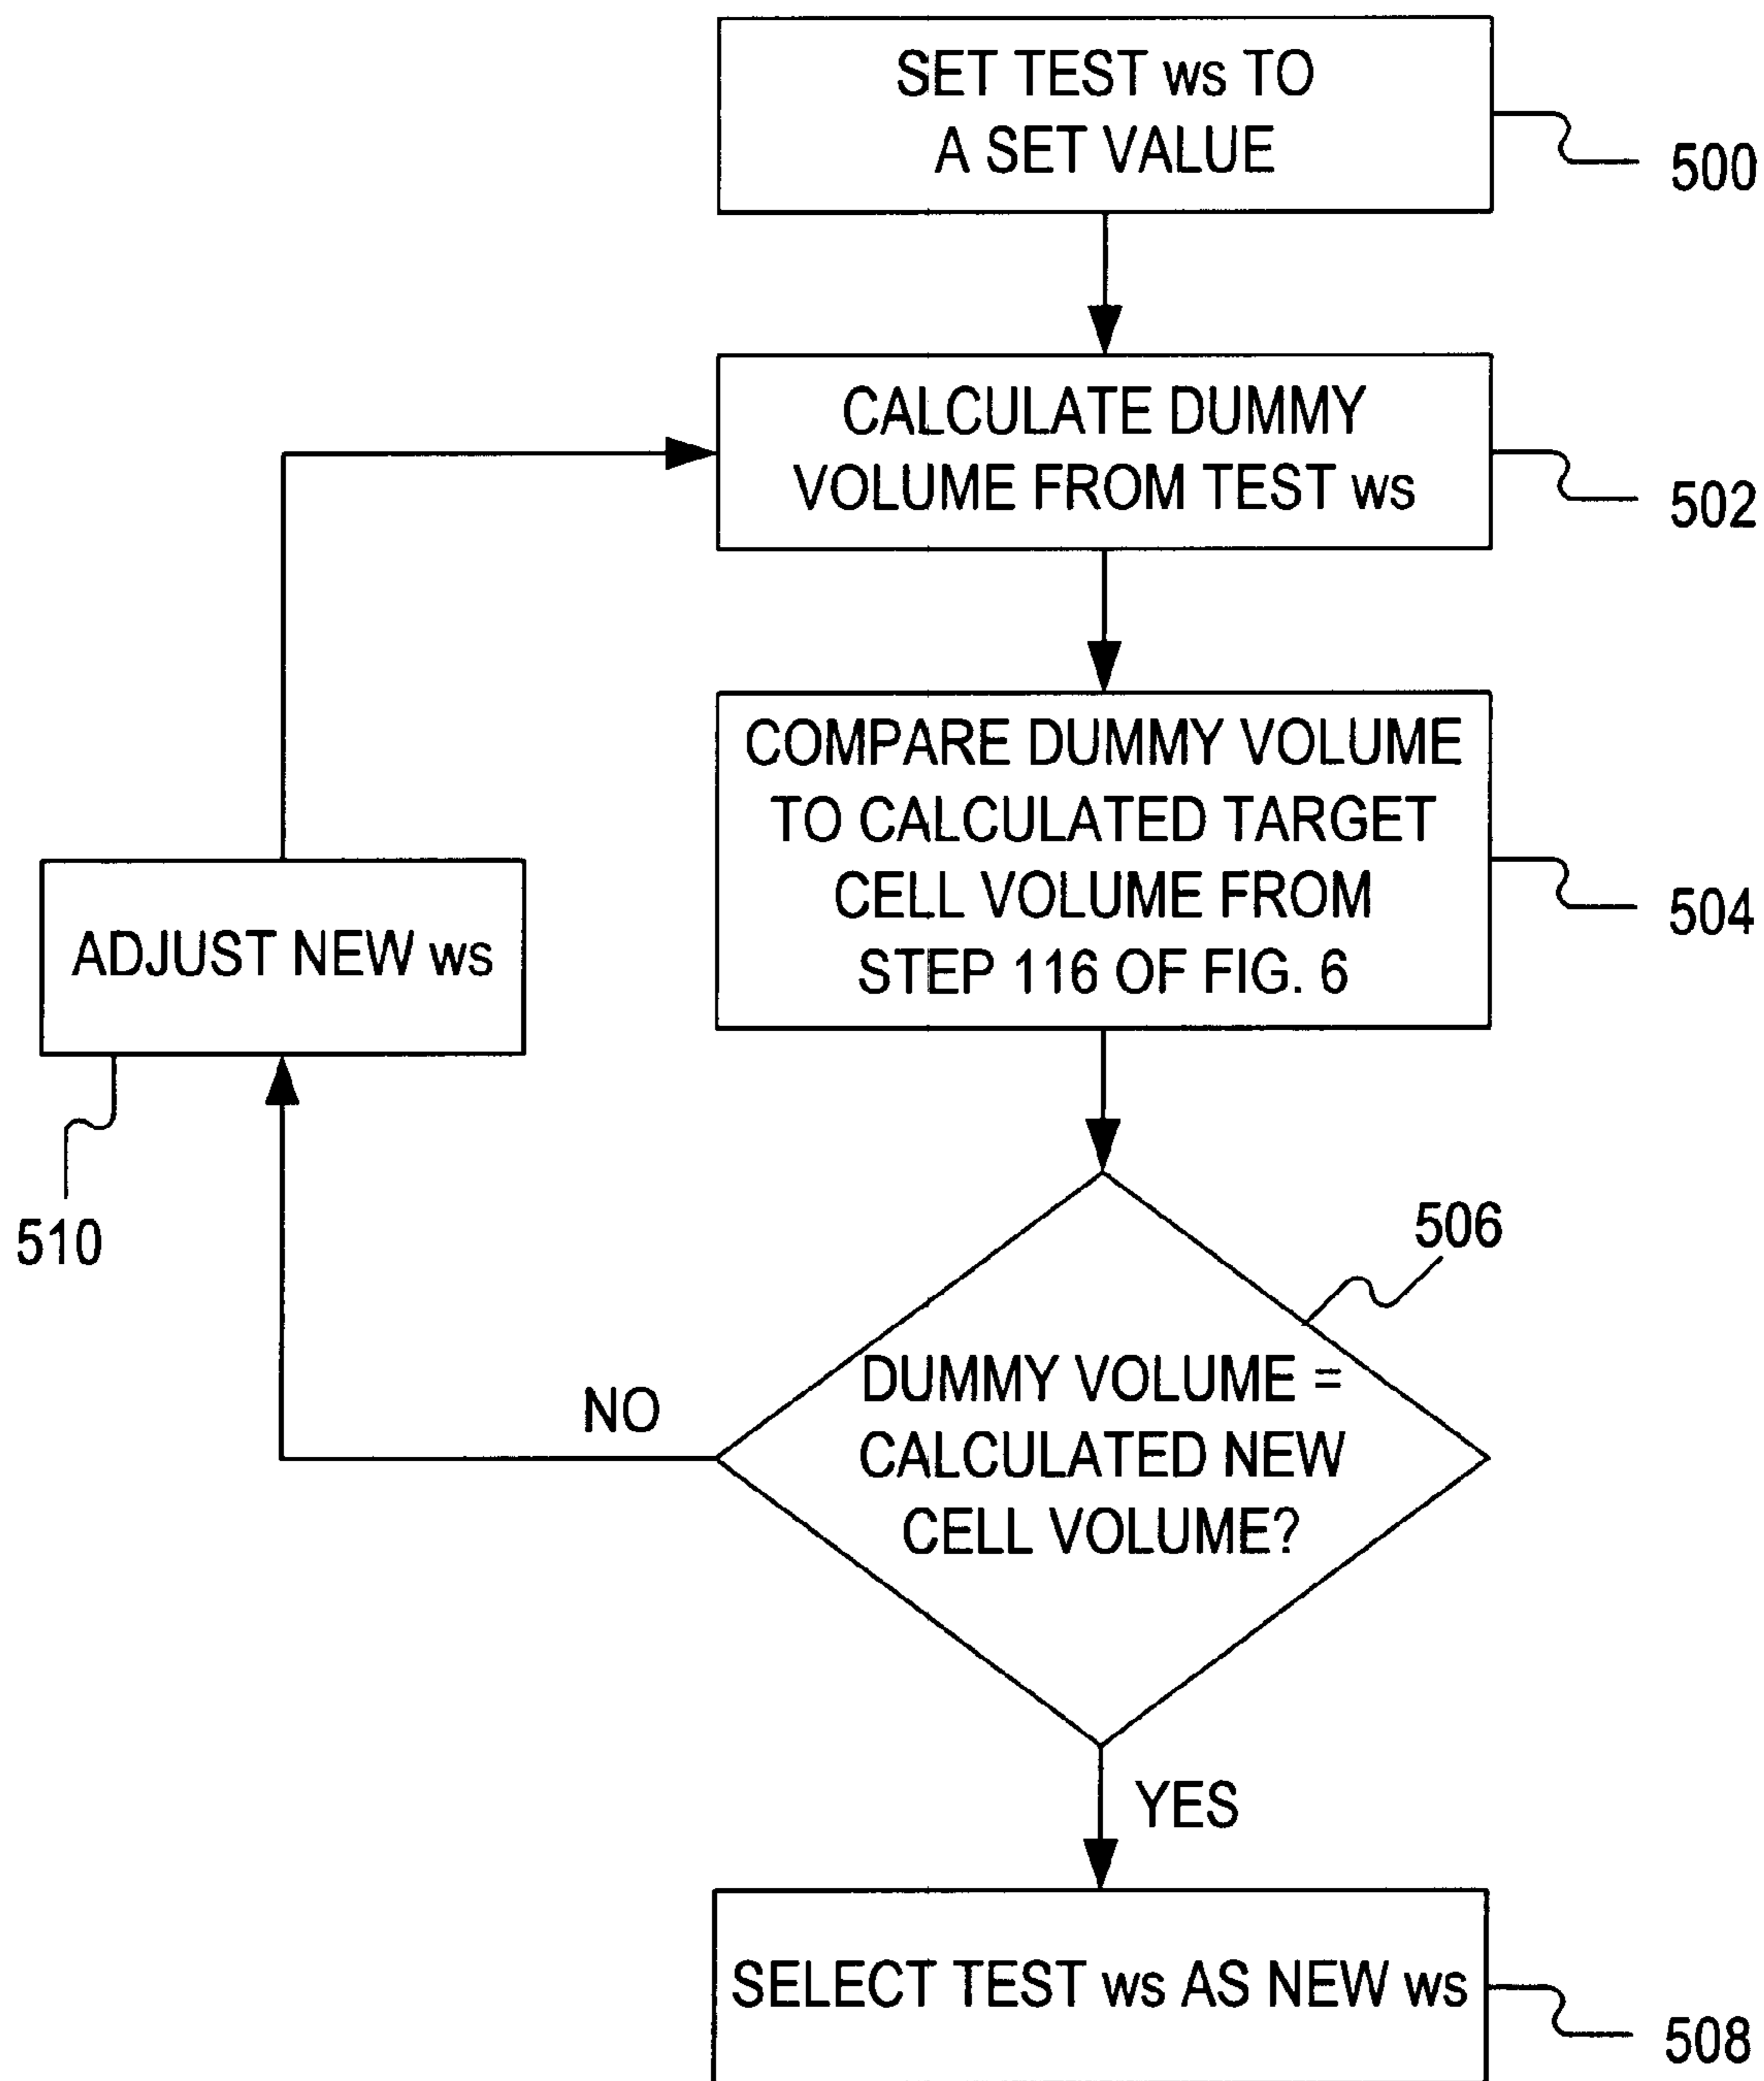 SET TEST ws TO
A SET VALUE
500
CALCULATE DUMMY
VOLUME FROM TEST ws
502
COMPARE DUMMY VOLUME
TO CALCULATED TARGET
CELL VOLUME FROM
STEP 116 OF FIG. 6
504
ADJUST NEW ws
510
506
DUMMY VOLUME =
CALCULATED NEW
CELL VOLUME?
NO
YES
SELECT TEST ws AS NEW ws
508